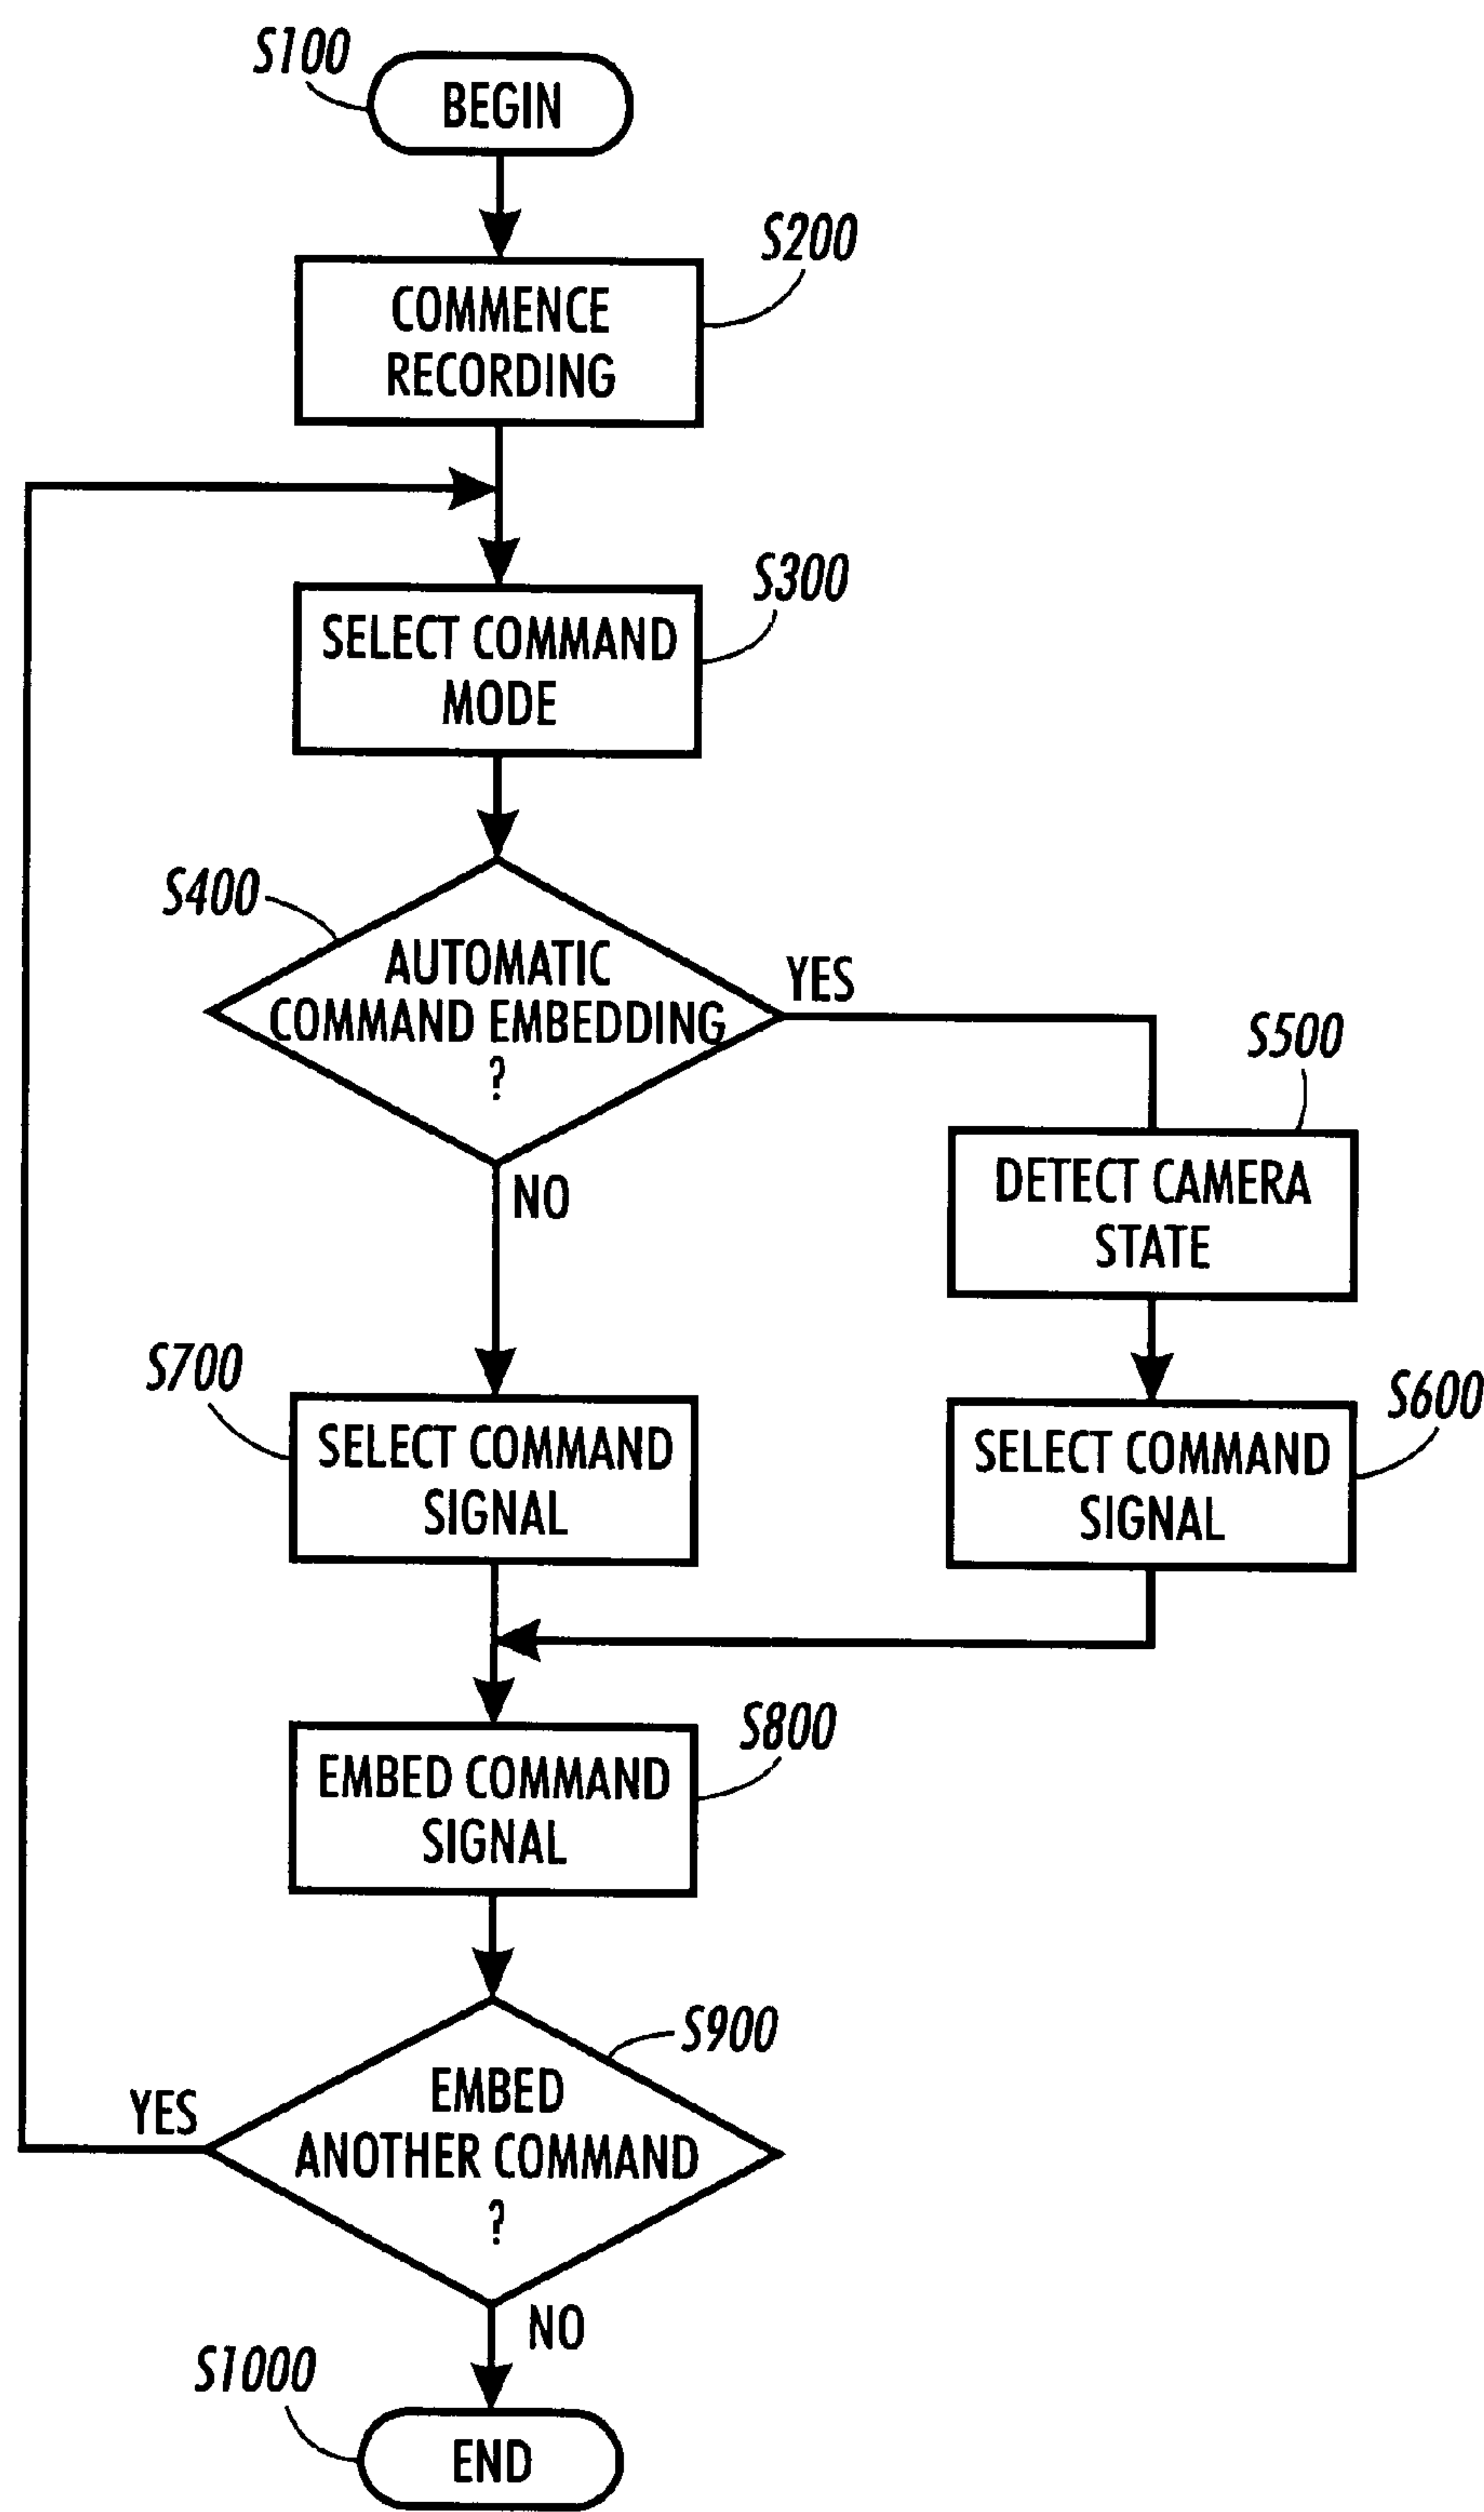 S100
BEGIN
S200
COMMENCE
RECORDING
S300
SELECT COMMAND
MODE
S400
AUTOMATIC
COMMAND EMBEDDING
?
YES
NO
S500
DETECT CAMERA
STATE
S600
SELECT COMMAND
SIGNAL
S700
SELECT COMMAND
SIGNAL
S800
EMBED COMMAND
SIGNAL
S900
EMBED
ANOTHER COMMAND
?
YES
NO
S1000
END